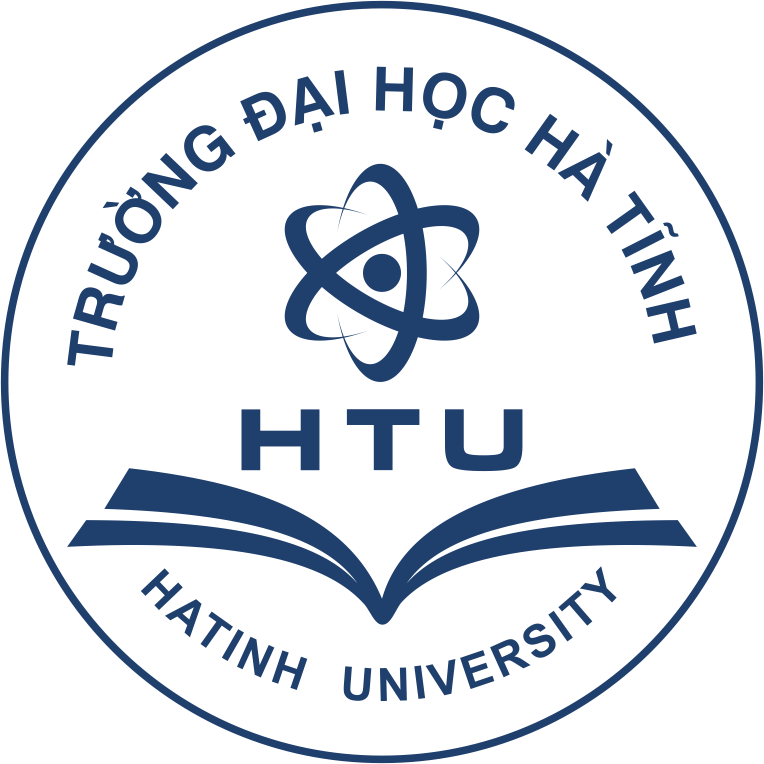 TRƯỜNG ĐẠI HỌC HÀ TĨNH
HTU
HATINH UNIVERSITY